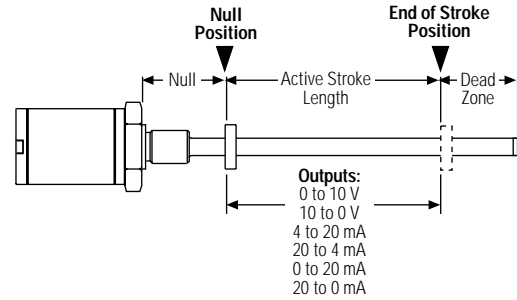 Null
Position
End of Stroke
Position
Null
Active Stroke
Length
Dead
Zone
Outputs:
0 to 10 V
10 to 0 V
4 to 20 mA
20 to 4 mA
0 to 20 mA
20 to 0 mA